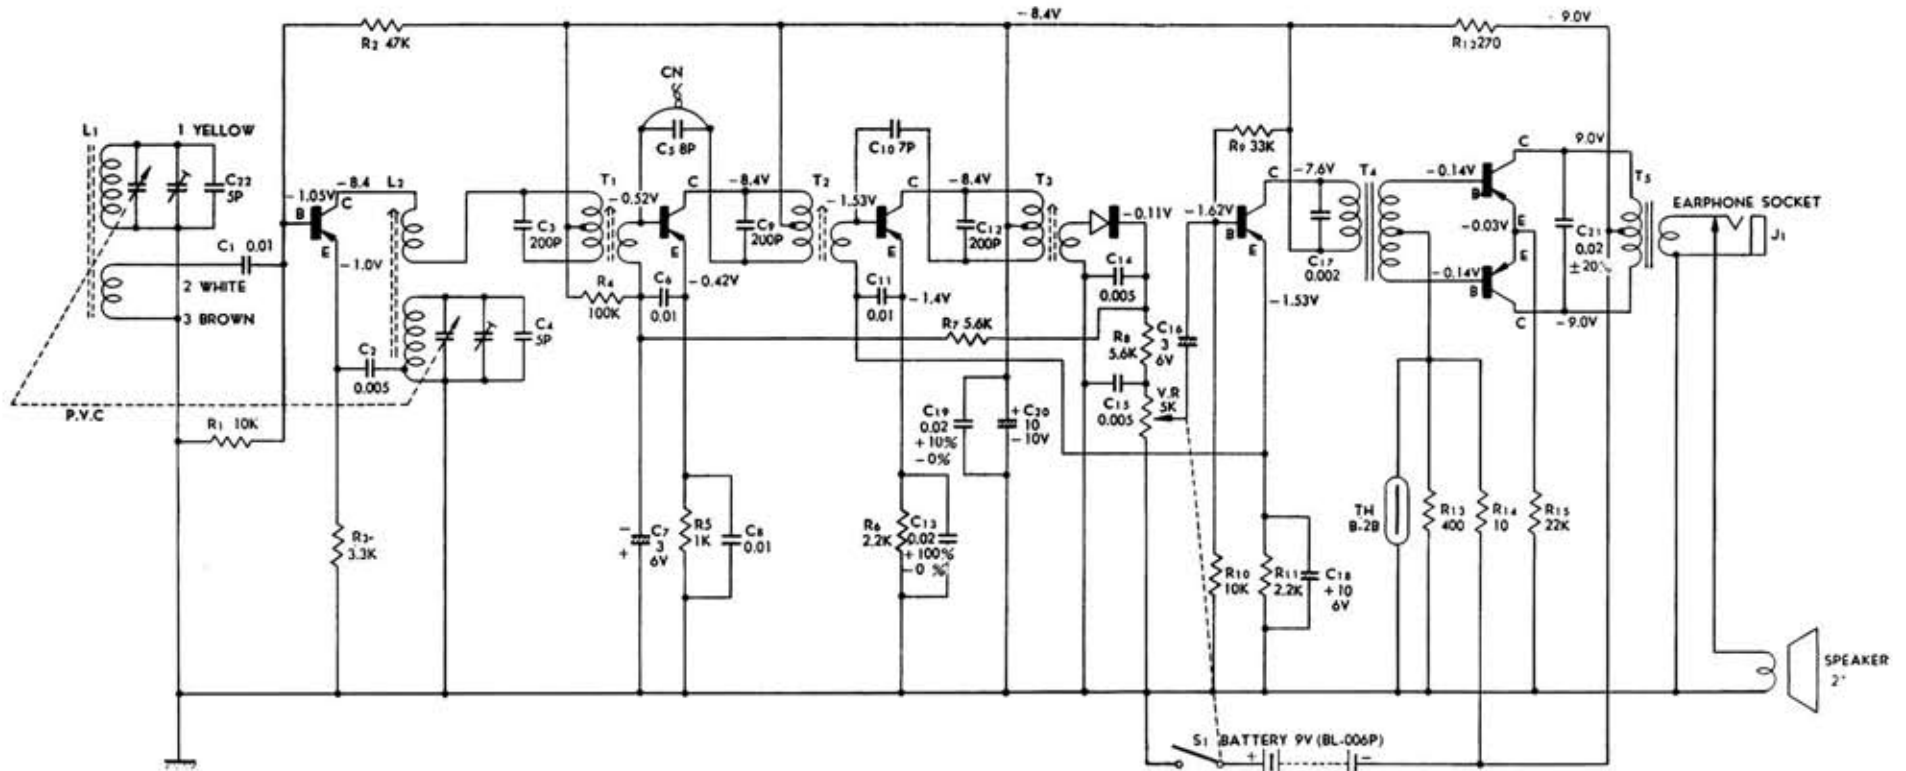 R2 47K
-8.4V
R12 270
-9.0V
L1
1 YELLOW
C22
5P
2 WHITE
3 BROWN
C1 0.01
P.V.C
R1 10K
-1.05V
B
-8.4
C
E
-1.0V
L2
C2
0.005
C4
5P
R3
3.3K
C3
200P
T1
R4
100K
CN
C5 8P
-0.52V
C
E
-0.42V
C6
0.01
C7
3
6V
-
+
R5
1K
C8
0.01
-8.4V
C9
200P
T2
C10 7P
-1.53V
C
E
-1.4V
C11
0.01
R7 5.6K
R6
2.2K
C13
0.02
+100%
-0 %
-8.4V
C12
200P
T3
C19
0.02
+10%
-0%
+ C20
10
-10V
-0.11V
C14
0.005
R8
5.6K
C15
0.005
V.R
5K
C16
3
6V
R9 33K
-1.62V
B
C
E
-7.6V
-1.53V
C17
0.002
T4
R10
10K
R11
2.2K
C18
+10
6V
-0.14V
B
C
E
-0.03V
E
-0.14V
B
C
9.0V
-9.0V
C21
0.02
±20%
T5
EARPHONE SOCKET
J1
TH
B-2B
R13
400
R14
10
R15
22K
SPEAKER
2"
S1 BATTERY 9V (BL-006P)
+ -